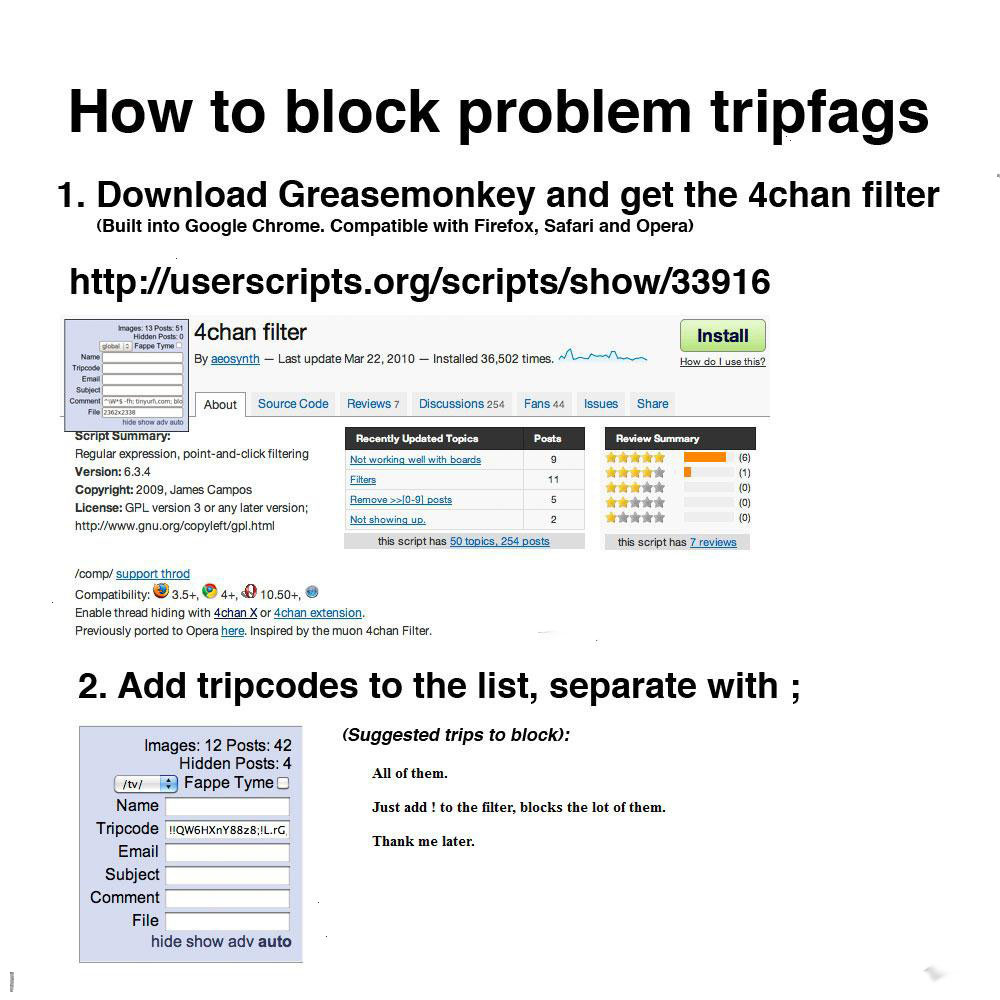 How to block problem tripfags
1. Download Greasemonkey and get the 4chan filter
(Built into Google Chrome. Compatible with Firefox, Safari and Opera)
http://userscripts.org/scripts/show/33916
Images: 13 Posts: 51
Hidden Posts: 0
global Fappe Tyme
Name
Tripcode
Email
Subject
Comment ^\W*$ -fh; tinyurl\.com; blo
File 2362x2338
hide show adv auto
4chan filter
By aeosynth — Last update Mar 22, 2010 — Installed 36,502 times.
Install
How do I use this?
About Source Code Reviews 7 Discussions 254 Fans 44 Issues Share
Script Summary:
Regular expression, point-and-click filtering
Version: 6.3.4
Copyright: 2009, James Campos
License: GPL version 3 or any later version;
http://www.gnu.org/copyleft/gpl.html
Recently Updated Topics Posts
Not working well with boards 9
Filters 11
Remove >>[0-9] posts 5
Not showing up. 2
this script has 50 topics, 254 posts
Review Summary
(6)
(1)
(0)
(0)
(0)
this script has 7 reviews
/comp/ support throd
Compatibility: 3.5+, 4+, 10.50+,
Enable thread hiding with 4chan X or 4chan extension.
Previously ported to Opera here. Inspired by the muon 4chan Filter.
2. Add tripcodes to the list, separate with ;
Images: 12 Posts: 42
Hidden Posts: 4
/tv/ Fappe Tyme
Name
Tripcode !!QW6HXnY88z8;!L.rG,
Email
Subject
Comment
File
hide show adv auto
(Suggested trips to block):
All of them.
Just add ! to the filter, blocks the lot of them.
Thank me later.